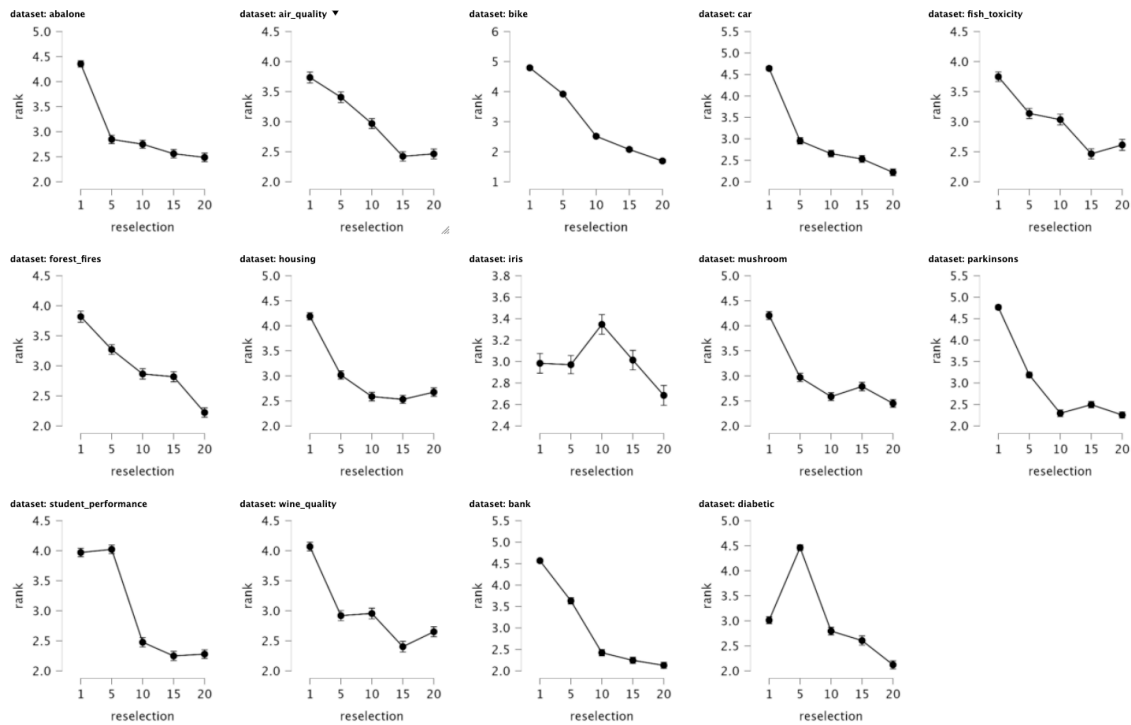 dataset: abalone
5.0
4.5
4.0
3.5
3.0
2.5
2.0
rank
1 5 10 15 20
reselection
dataset: air_quality ▼
4.5
4.0
3.5
3.0
2.5
2.0
rank
1 5 10 15 20
reselection
dataset: bike
6
5
4
3
2
1
rank
1 5 10 15 20
reselection
dataset: car
5.5
5.0
4.5
4.0
3.5
3.0
2.5
2.0
rank
1 5 10 15 20
reselection
dataset: fish_toxicity
4.5
4.0
3.5
3.0
2.5
2.0
rank
1 5 10 15 20
reselection
dataset: forest_fires
4.5
4.0
3.5
3.0
2.5
2.0
rank
1 5 10 15 20
reselection
dataset: housing
5.0
4.5
4.0
3.5
3.0
2.5
2.0
rank
1 5 10 15 20
reselection
dataset: iris
3.8
3.6
3.4
3.2
3.0
2.8
2.6
2.4
rank
1 5 10 15 20
reselection
dataset: mushroom
5.0
4.5
4.0
3.5
3.0
2.5
2.0
rank
1 5 10 15 20
reselection
dataset: parkinsons
5.5
5.0
4.5
4.0
3.5
3.0
2.5
2.0
rank
1 5 10 15 20
reselection
dataset: student_performance
4.5
4.0
3.5
3.0
2.5
2.0
rank
1 5 10 15 20
reselection
dataset: wine_quality
4.5
4.0
3.5
3.0
2.5
2.0
rank
1 5 10 15 20
reselection
dataset: bank
5.5
5.0
4.5
4.0
3.5
3.0
2.5
2.0
rank
1 5 10 15 20
reselection
dataset: diabetic
5.0
4.5
4.0
3.5
3.0
2.5
2.0
rank
1 5 10 15 20
reselection